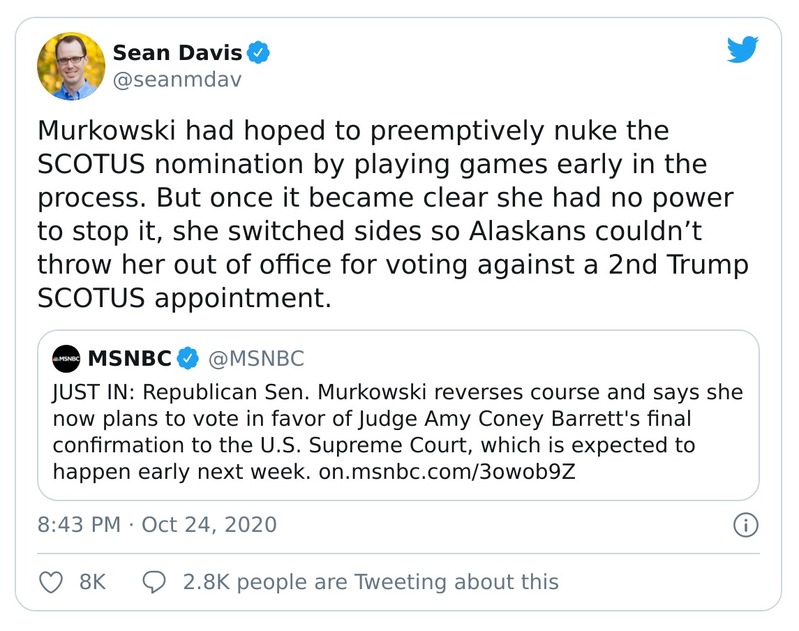 Sean Davis
@seanmdav
Murkowski had hoped to preemptively nuke the
SCOTUS nomination by playing games early in the
process. But once it became clear she had no power
to stop it, she switched sides so Alaskans couldn’t
throw her out of office for voting against a 2nd Trump
SCOTUS appointment.
MSNBC
MSNBC @MSNBC
JUST IN: Republican Sen. Murkowski reverses course and says she
now plans to vote in favor of Judge Amy Coney Barrett's final
confirmation to the U.S. Supreme Court, which is expected to
happen early next week. on.msnbc.com/3owob9Z
8:43 PM · Oct 24, 2020
8K 2.8K people are Tweeting about this